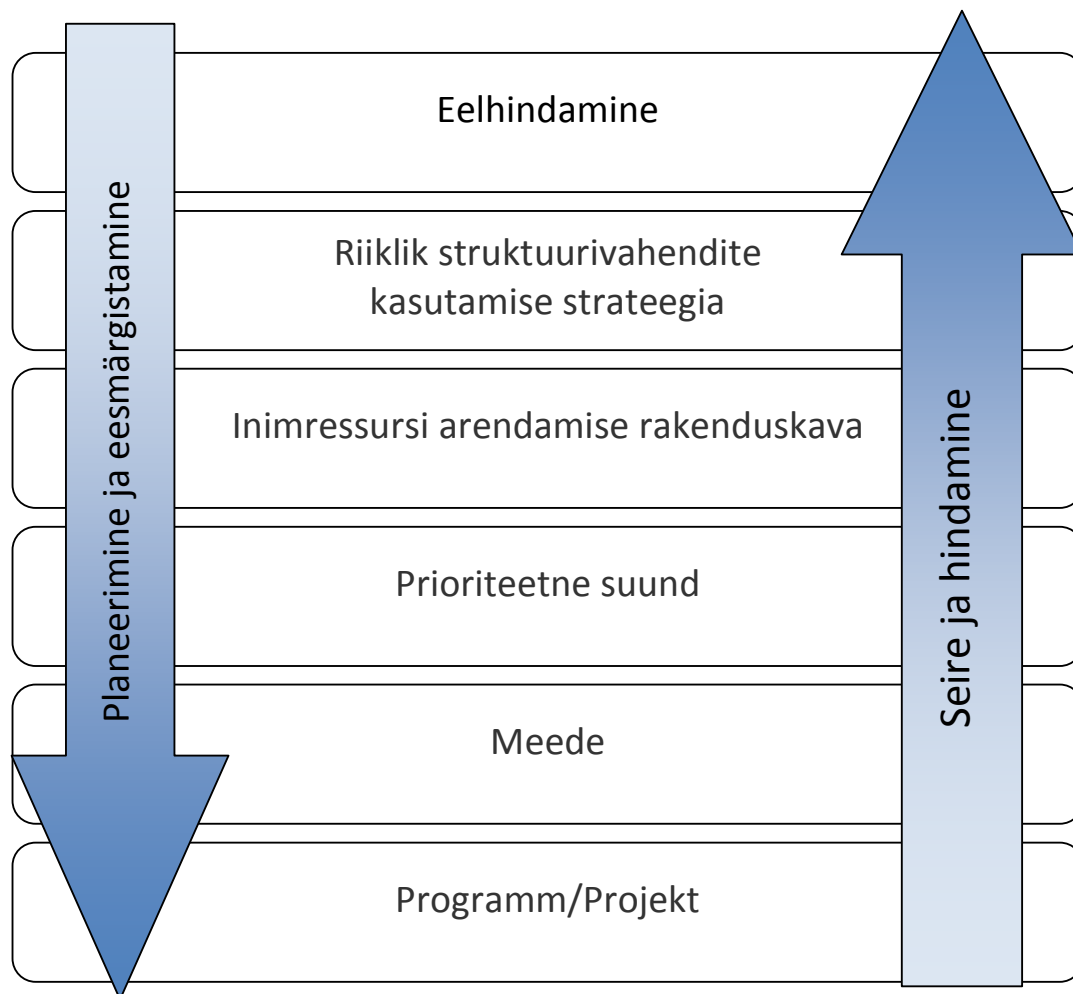 Planeerimine ja eesmärgistamine
Eelhindamine
Riiklik struktuurivahendite
kasutamise strateegia
Inimressursi arendamise rakenduskava
Prioriteetne suund
Meede
Programm/Projekt
Seire ja hindamine